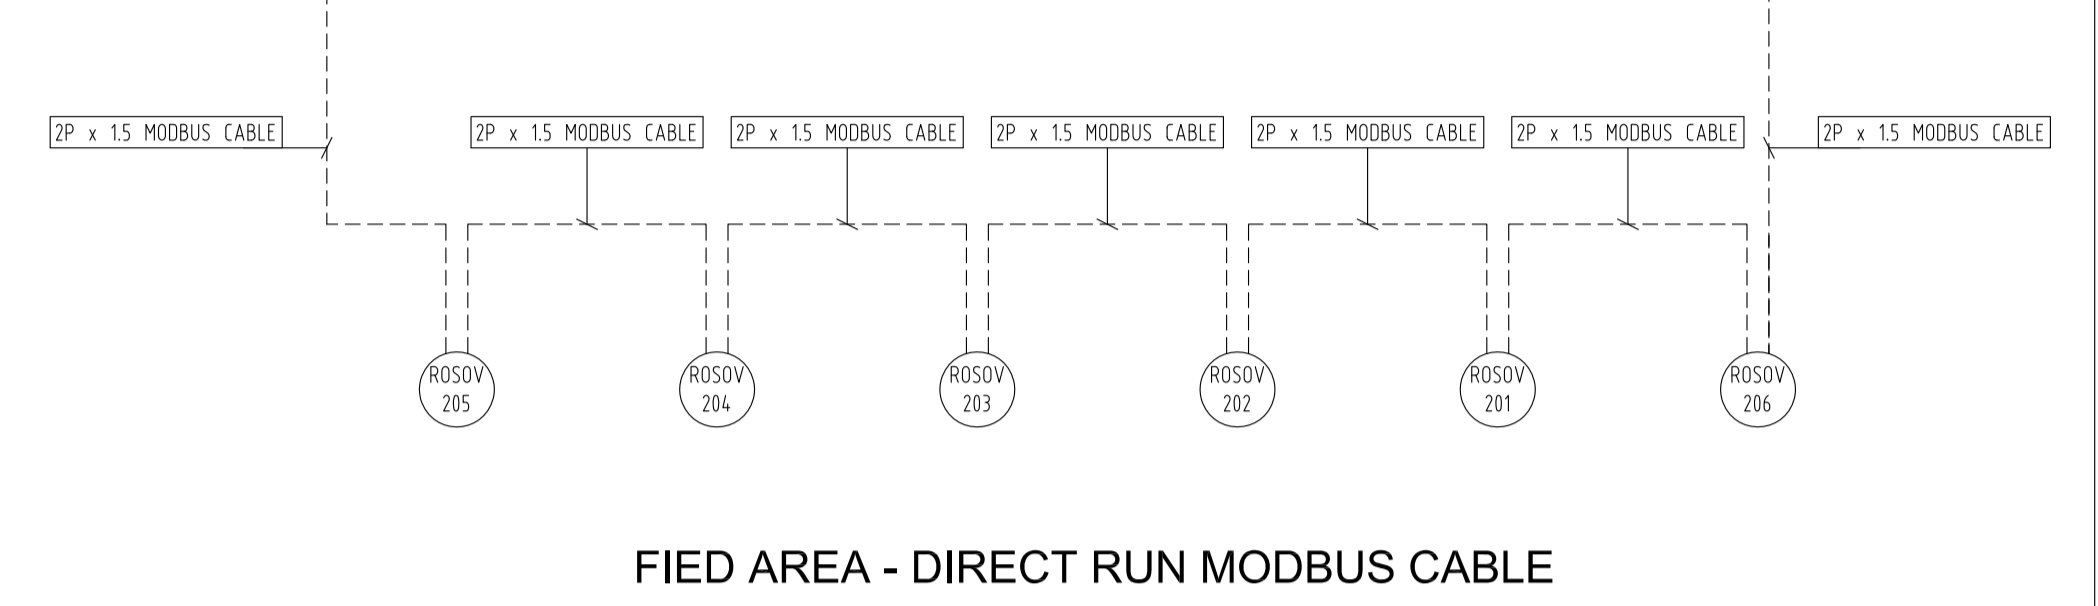 2P x 1.5 MODBUS CABLE
2P x 1.5 MODBUS CABLE
2P x 1.5 MODBUS CABLE
2P x 1.5 MODBUS CABLE
2P x 1.5 MODBUS CABLE
2P x 1.5 MODBUS CABLE
2P x 1.5 MODBUS CABLE
ROSOV
205
ROSOV
204
ROSOV
203
ROSOV
202
ROSOV
201
ROSOV
206
FIED AREA - DIRECT RUN MODBUS CABLE